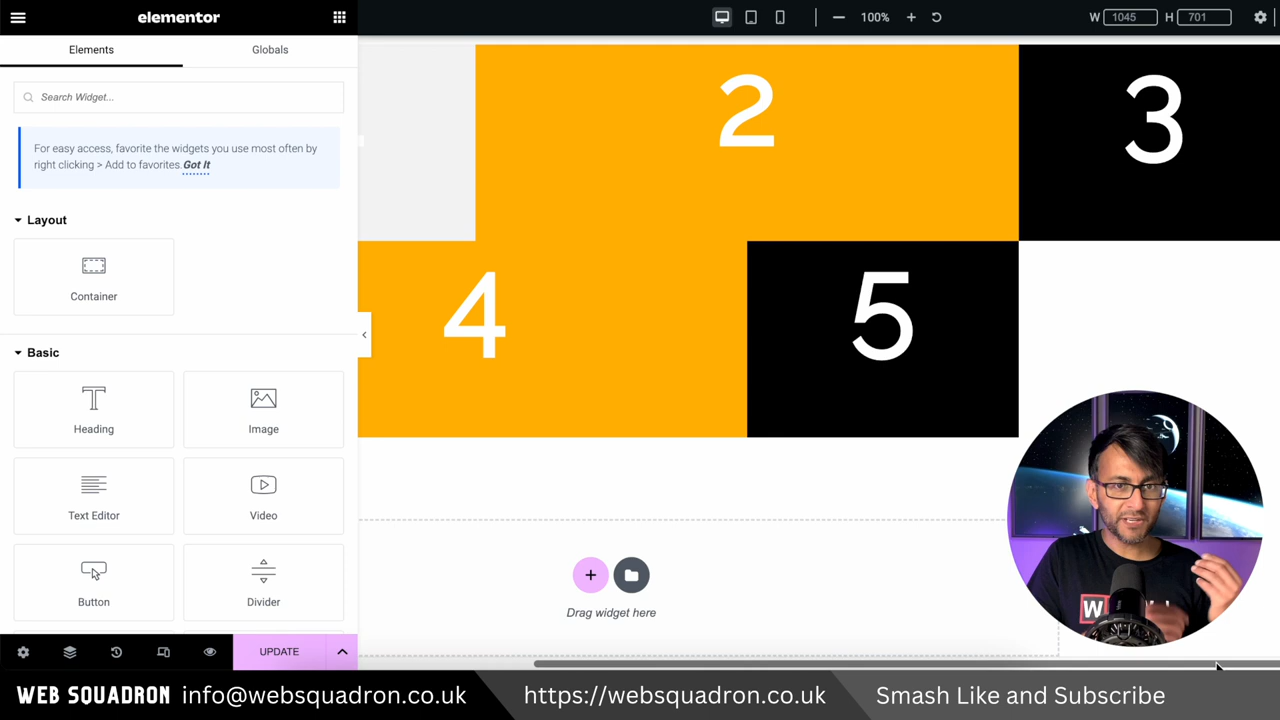 elementor
100%
W 1045 H 701
Elements Globals
Search Widget...
For easy access, favorite the widgets you use most often by
right clicking > Add to favorites. Got It
Layout
Container
Basic
Heading Image
Text Editor Video
Button Divider
UPDATE
2
3
4
5
Drag widget here
W
WEB SQUADRON info@websquadron.co.uk https://websquadron.co.uk Smash Like and Subscribe